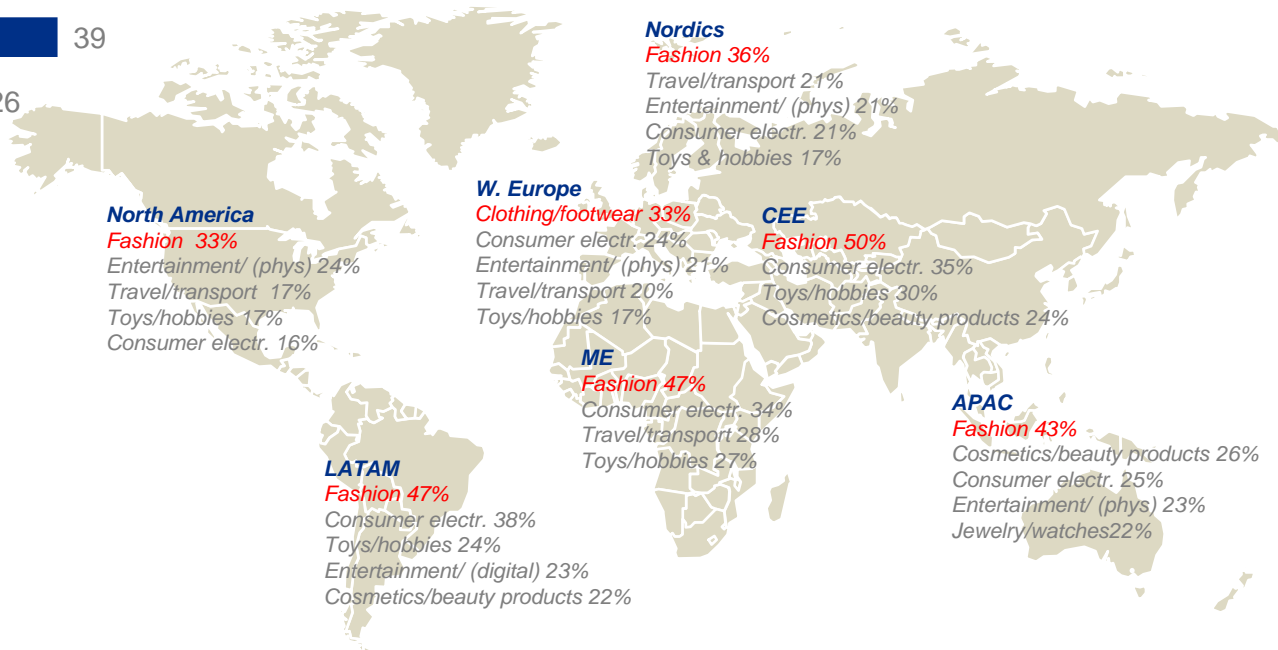 39
26
Nordics
Fashion 36%
Travel/transport 21%
Entertainment/ (phys) 21%
Consumer electr. 21%
Toys & hobbies 17%
W. Europe
Clothing/footwear 33%
Consumer electr. 24%
Entertainment/ (phys) 21%
Travel/transport 20%
Toys/hobbies 17%
North America
Fashion 33%
Entertainment/ (phys) 24%
Travel/transport 17%
Toys/hobbies 17%
Consumer electr. 16%
CEE
Fashion 50%
Consumer electr. 35%
Toys/hobbies 30%
Cosmetics/beauty products 24%
ME
Fashion 47%
Consumer electr. 34%
Travel/transport 28%
Toys/hobbies 27%
APAC
Fashion 43%
Cosmetics/beauty products 26%
Consumer electr. 25%
Entertainment/ (phys) 23%
Jewelry/watches22%
LATAM
Fashion 47%
Consumer electr. 38%
Toys/hobbies 24%
Entertainment/ (digital) 23%
Cosmetics/beauty products 22%